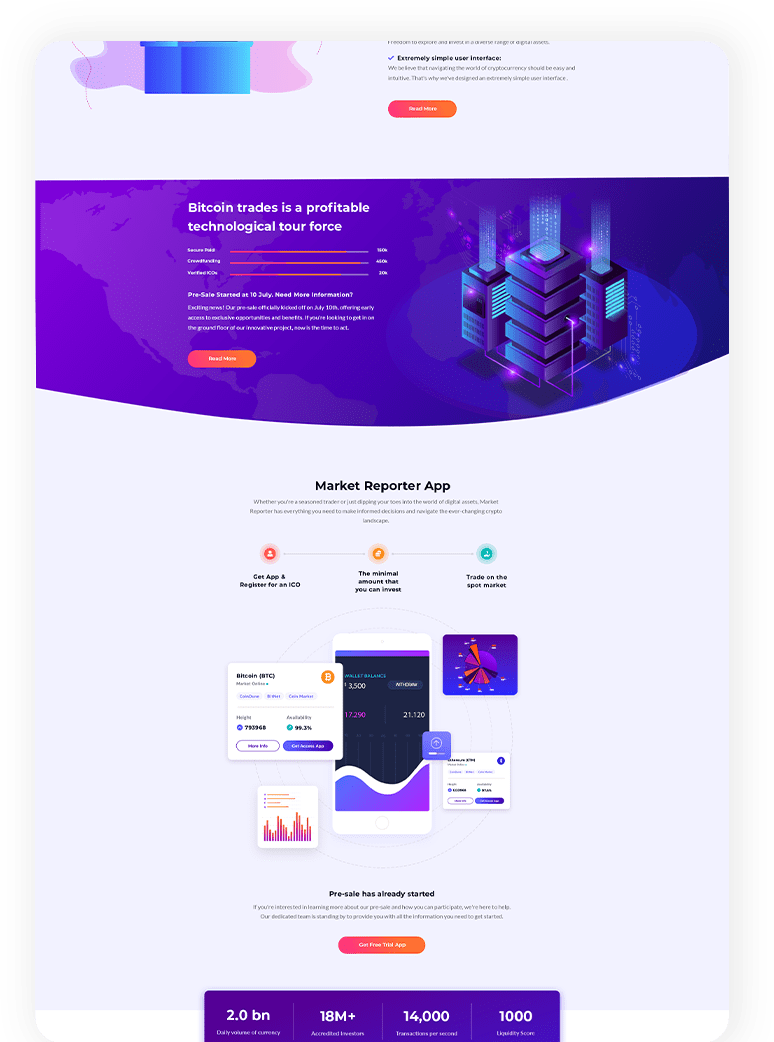 Freedom to explore and invest in a diverse range of digital assets.
Extremely simple user interface:
We believe that navigating the world of cryptocurrency should be easy and
intuitive. That's why we've designed an extremely simple user interface .
Read More
Bitcoin trades is a profitable
technological tour force
Secure Paid 150k
Crowdfunding 450k
Verified ICOs 20k
Pre-Sale Started at 10 July. Need More Information?
Exciting news! Our pre-sale officially kicked off on July 10th, offering early
access to exclusive opportunities and benefits. If you're looking to get in on
the ground floor of our innovative project, now is the time to act.
Read More
Market Reporter App
Whether you're a seasoned trader or just dipping your toes into the world of digital assets, Market
Reporter has everything you need to make informed decisions and navigate the ever-changing crypto
landscape.
Get App &
Register for an ICO
The minimal
amount that
you can invest
Trade on the
spot market
Bitcoin (BTC)
Market Online
CoinDune Bi Wet Coin Market
Height Availability
793968 99.3%
More Info Get Access App
WALLET BALANCE
3,500 WITHDRAW
17.290 21.120
Ethereum (ETH)
Height Availability
Pre-sale has already started
If you're interested in learning more about our pre-sale and how you can participate, we're here to help.
Our dedicated team is standing by to provide you with all the information you need to get started.
Get Free Trial App
2.0 bn 18M+ 14,000 1000
Daily volume of currency Accredited Investors Transactions per second Liquidity Score